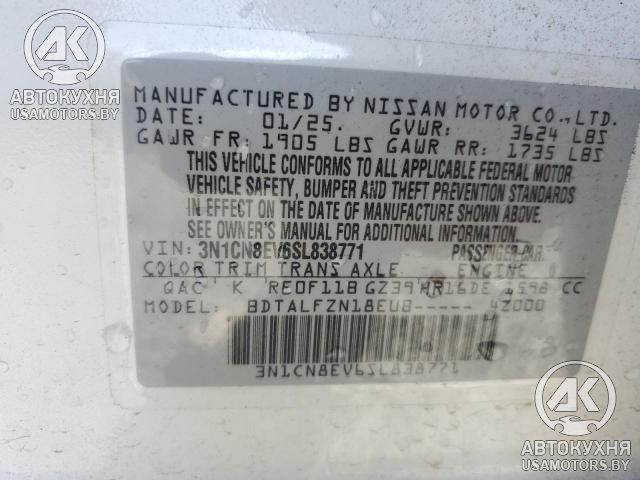 АК
АВТОКУХНЯ
USAMOTORS.BY
MANUFACTURED BY NISSAN MOTOR CO., LTD.
DATE: 01/25. GVWR: 3624 LBS
GAWR FR: 1905 LBS GAWR RR: 1735 LBS
THIS VEHICLE CONFORMS TO ALL APPLICABLE FEDERAL MOTOR
VEHICLE SAFETY, BUMPER AND THEFT PREVENTION STANDARDS
IN EFFECT ON THE DATE OF MANUFACTURE SHOWN ABOVE.
SEE OWNER'S MANUAL FOR ADDITIONAL INFORMATION.
VIN: 3N1CN8EV6SL838771 PASSENGER CAR
COLOR TRIM TRANS AXLE ENGINE
QAC K RE0F11B GZ39 HR16DE 1598 CC
MODEL: BDTALFZN18EUB----- 42000
3N1CN8EV6SL838771
АК
АВТОКУХНЯ
USAMOTORS.BY